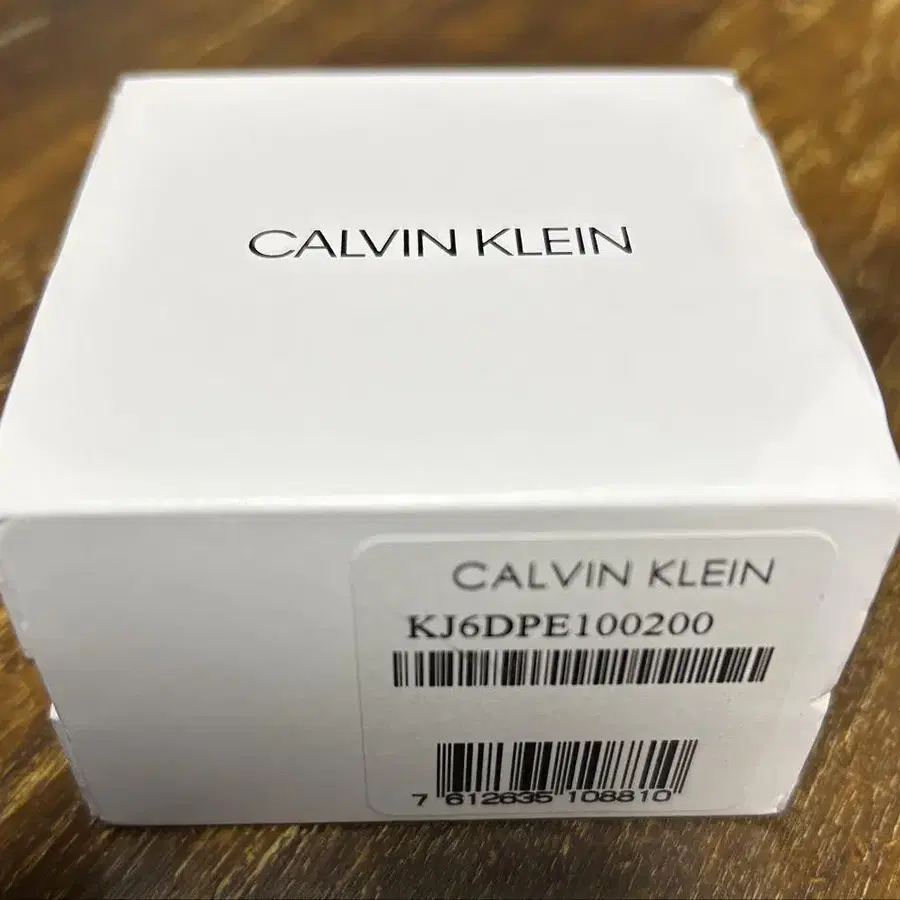 CALVIN KLEIN
CALVIN KLEIN
KJ6DPE100200
7 612635 108810